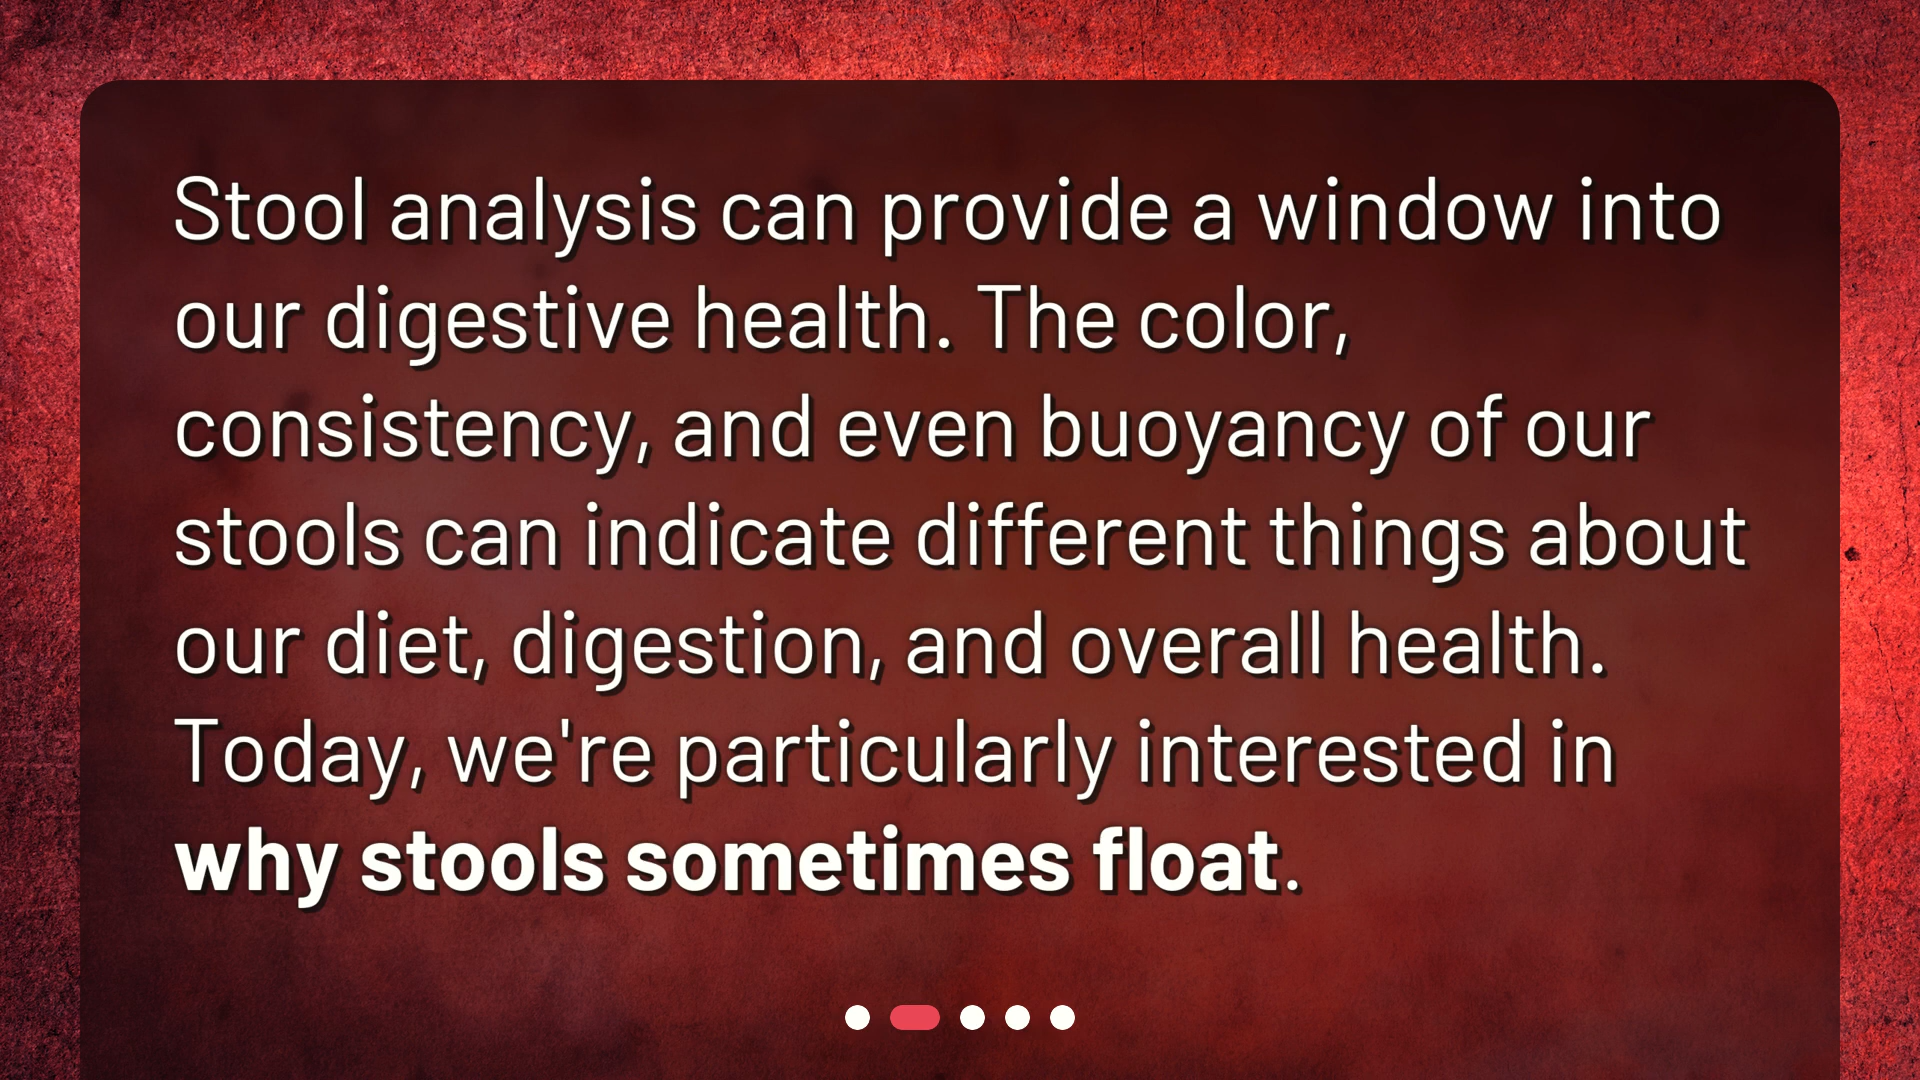 Stool analysis can provide a window into
our digestive health. The color,
consistency, and even buoyancy of our
stools can indicate different things about
our diet, digestion, and overall health.
Today, we're particularly interested in
why stools sometimes float.